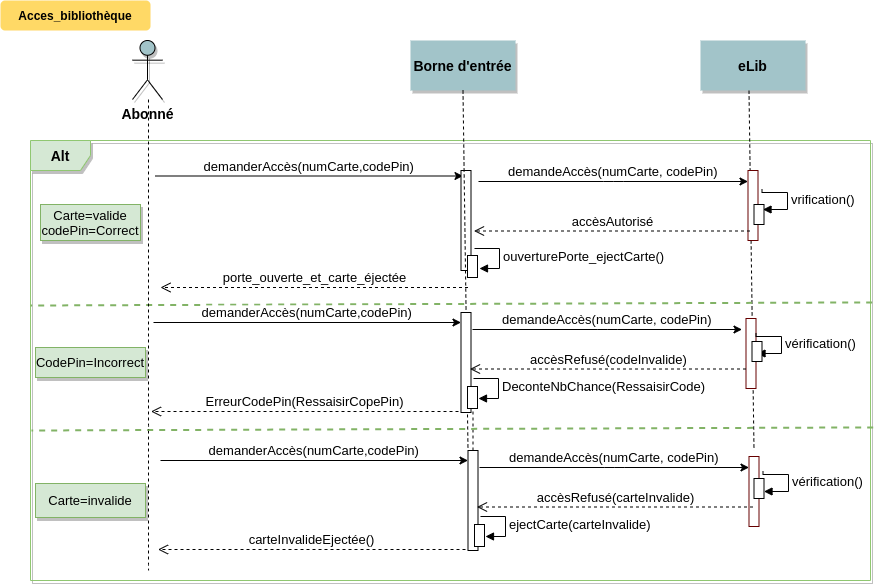 Acces_bibliothèque
Abonné
Borne d'entrée
eLib
Alt
demanderAccès(numCarte,codePin)
demandeAccès(numCarte, codePin)
vrification()
Carte=valide
codePin=Correct
accèsAutorisé
ouverturePorte_ejectCarte()
porte_ouverte_et_carte_éjectée
demanderAccès(numCarte,codePin)
demandeAccès(numCarte, codePin)
vérification()
CodePin=Incorrect
accèsRefusé(codeInvalide)
DeconteNbChance(RessaisirCode)
ErreurCodePin(RessaisirCopePin)
demanderAccès(numCarte,codePin)
demandeAccès(numCarte, codePin)
vérification()
Carte=invalide
accèsRefusé(carteInvalide)
ejectCarte(carteInvalide)
carteInvalideEjectée()